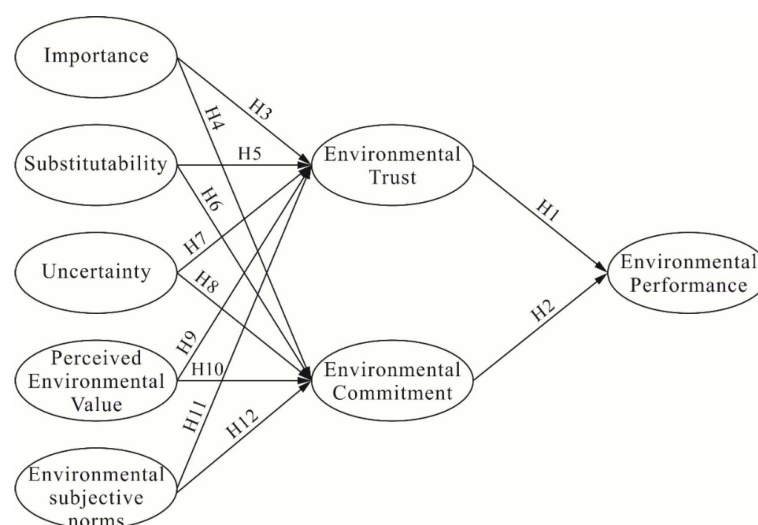 Importance
H3
H4
Substitutability
H5
H6
Environmental
Trust
H1
Uncertainty
H7
H8
Environmental
Performance
H2
Perceived
Environmental
Value
H9
H10
Environmental
Commitment
H11
H12
Environmental
subjective
norms